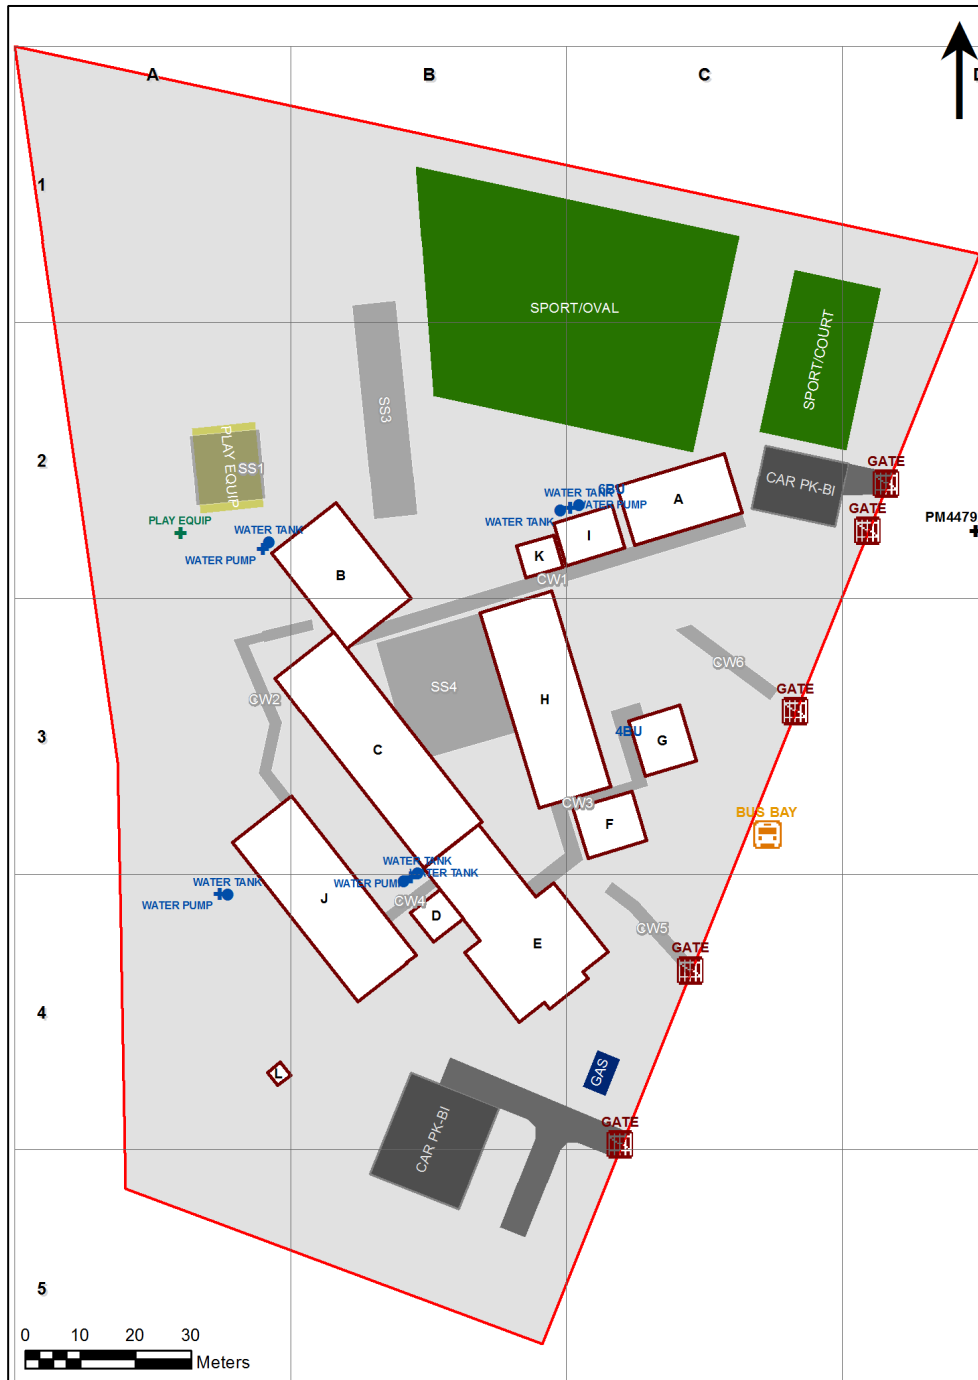 A
B
C
D
1
SPORT/OVAL
SPORT/COURT
SS3
2
PLAY EQUIP
SS1
GATE
CAR PK-BI
6BU
WATER TANK
A
WATER PUMP
WATER TANK
GATE
PM4479
PLAY EQUIP
WATER TANK
WATER PUMP
I
K
B
CW1
CW6
CW2
SS4
GATE
H
3
4BU
G
C
CW3
BUS BAY
F
WATER TANK
WATER TANK
WATER PUMP
WATER TANK
WATER PUMP
J
CW4
D
CW5
E
GATE
4
GAS
L
GATE
CAR PK-BI
5
0 10 20 30
Meters